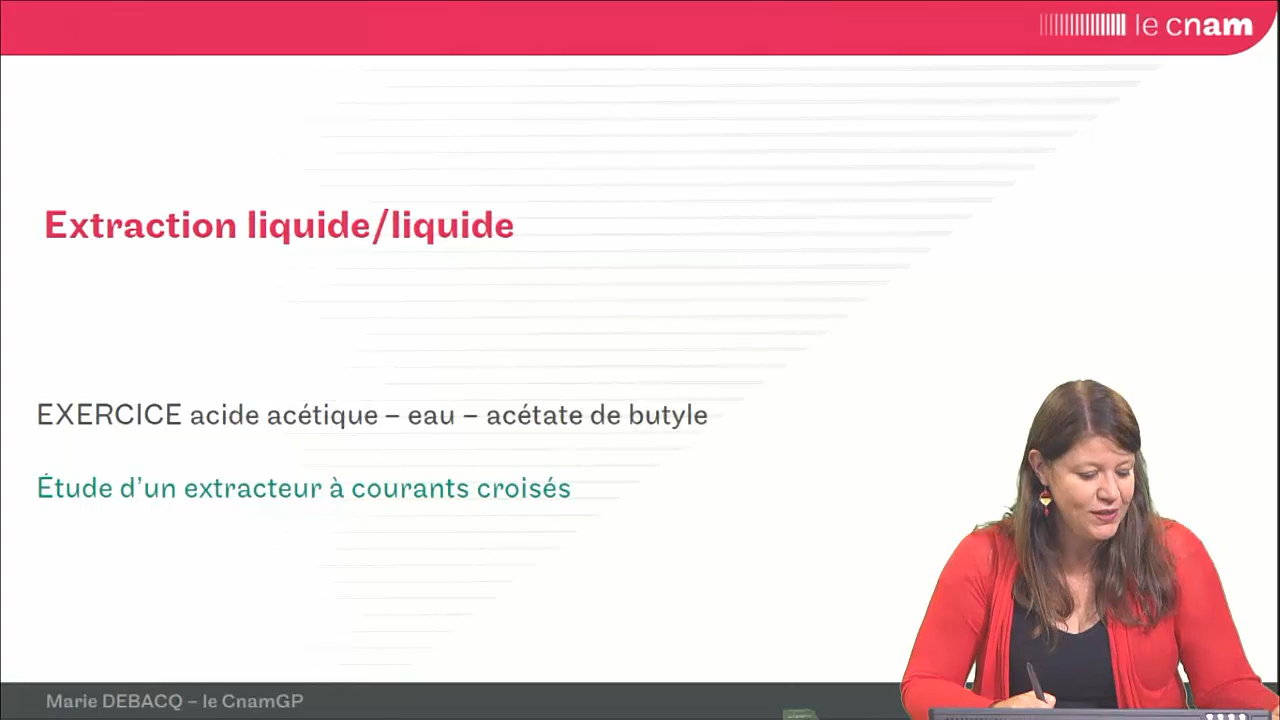 le cnam
Extraction liquide/liquide
EXERCICE acide acétique – eau – acétate de butyle
Étude d'un extracteur à courants croisés
Marie DEBACQ – le CnamGP